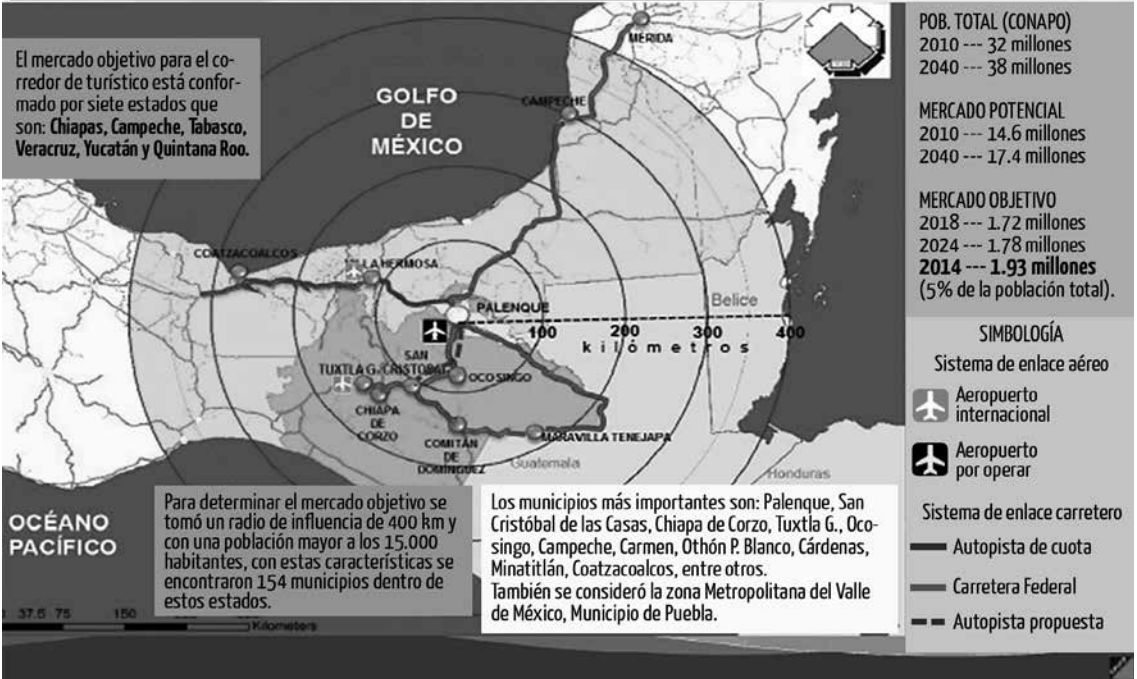 El mercado objetivo para el co-
rredor de turístico está confor-
mado por siete estados que
son: Chiapas, Campeche, Tabasco,
Veracruz, Yucatán y Quintana Roo.
GOLFO
DE
MÉXICO
MÉRIDA
CAMPECHE
COATZACOALCOS
VILLA HERMOSA
PALENQUE
Belice
100 200 300 400
kilómetros
SAN
TUXTLA G. CRISTOBAL
OCOSINGO
CHIAPA
DE
CORZO
COMITÁN
DE
DOMINGUEZ
MARAVILLA TENEJAPA
Guatemala
Honduras
OCÉANO
PACÍFICO
Para determinar el mercado objetivo se
tomó un radio de influencia de 400 km y
con una población mayor a los 15.000
habitantes, con estas características se
encontraron 154 municipios dentro de
estos estados.
Los municipios más importantes son: Palenque, San
Cristóbal de las Casas, Chiapa de Corzo, Tuxtla G., Oco-
singo, Campeche, Carmen, Othón P. Blanco, Cárdenas,
Minatitlán, Coatzacoalcos, entre otros.
También se consideró la zona Metropolitana del Valle
de México, Municipio de Puebla.
37.5 75 150
Kilometers
POB. TOTAL (CONAPO)
2010 --- 32 millones
2040 --- 38 millones
MERCADO POTENCIAL
2010 --- 14.6 millones
2040 --- 17.4 millones
MERCADO OBJETIVO
2018 --- 1.72 millones
2024 --- 1.78 millones
2014 --- 1.93 millones
(5% de la población total).
SIMBOLOGÍA
Sistema de enlace aéreo
Aeropuerto
internacional
Aeropuerto
por operar
Sistema de enlace carretero
Autopista de cuota
Carretera Federal
Autopista propuesta